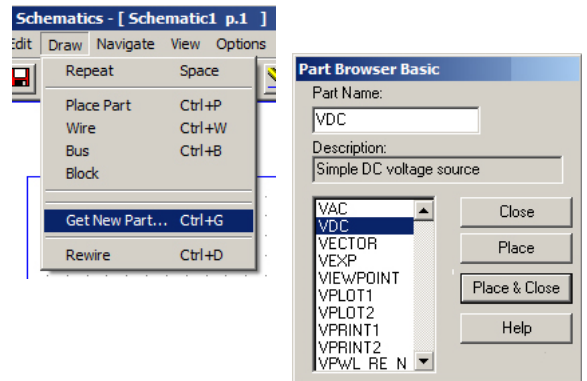 Schematics - [ Schematic1 p.1 ]
Edit Draw Navigate View Options
Repeat Space
Place Part Ctrl+P
Wire Ctrl+W
Bus Ctrl+B
Block
Get New Part... Ctrl+G
Rewire Ctrl+D
Part Browser Basic
Part Name:
VDC
Description:
Simple DC voltage source
VAC
VDC
VECTOR
VEXP
VIEWPOINT
VPLOT1
VPLOT2
VPRINT1
VPRINT2
VPWL_RE_N
Close
Place
Place & Close
Help